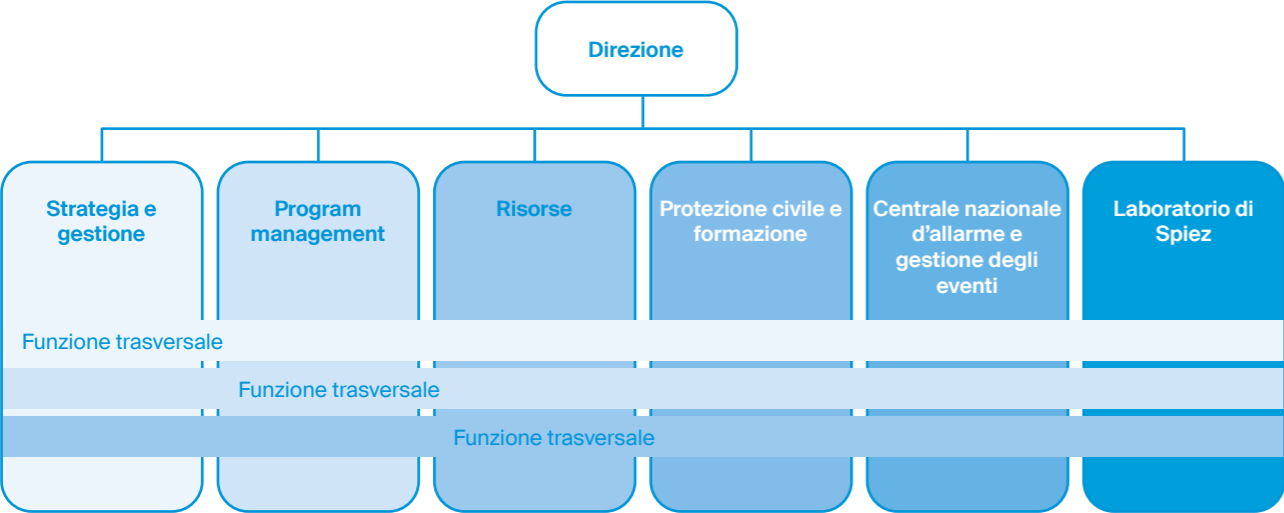 Direzione
Strategia e
gestione
Program
management
Risorse
Protezione civile e
formazione
Centrale nazionale
d’allarme e
gestione degli
eventi
Laboratorio di
Spiez
Funzione trasversale
Funzione trasversale
Funzione trasversale